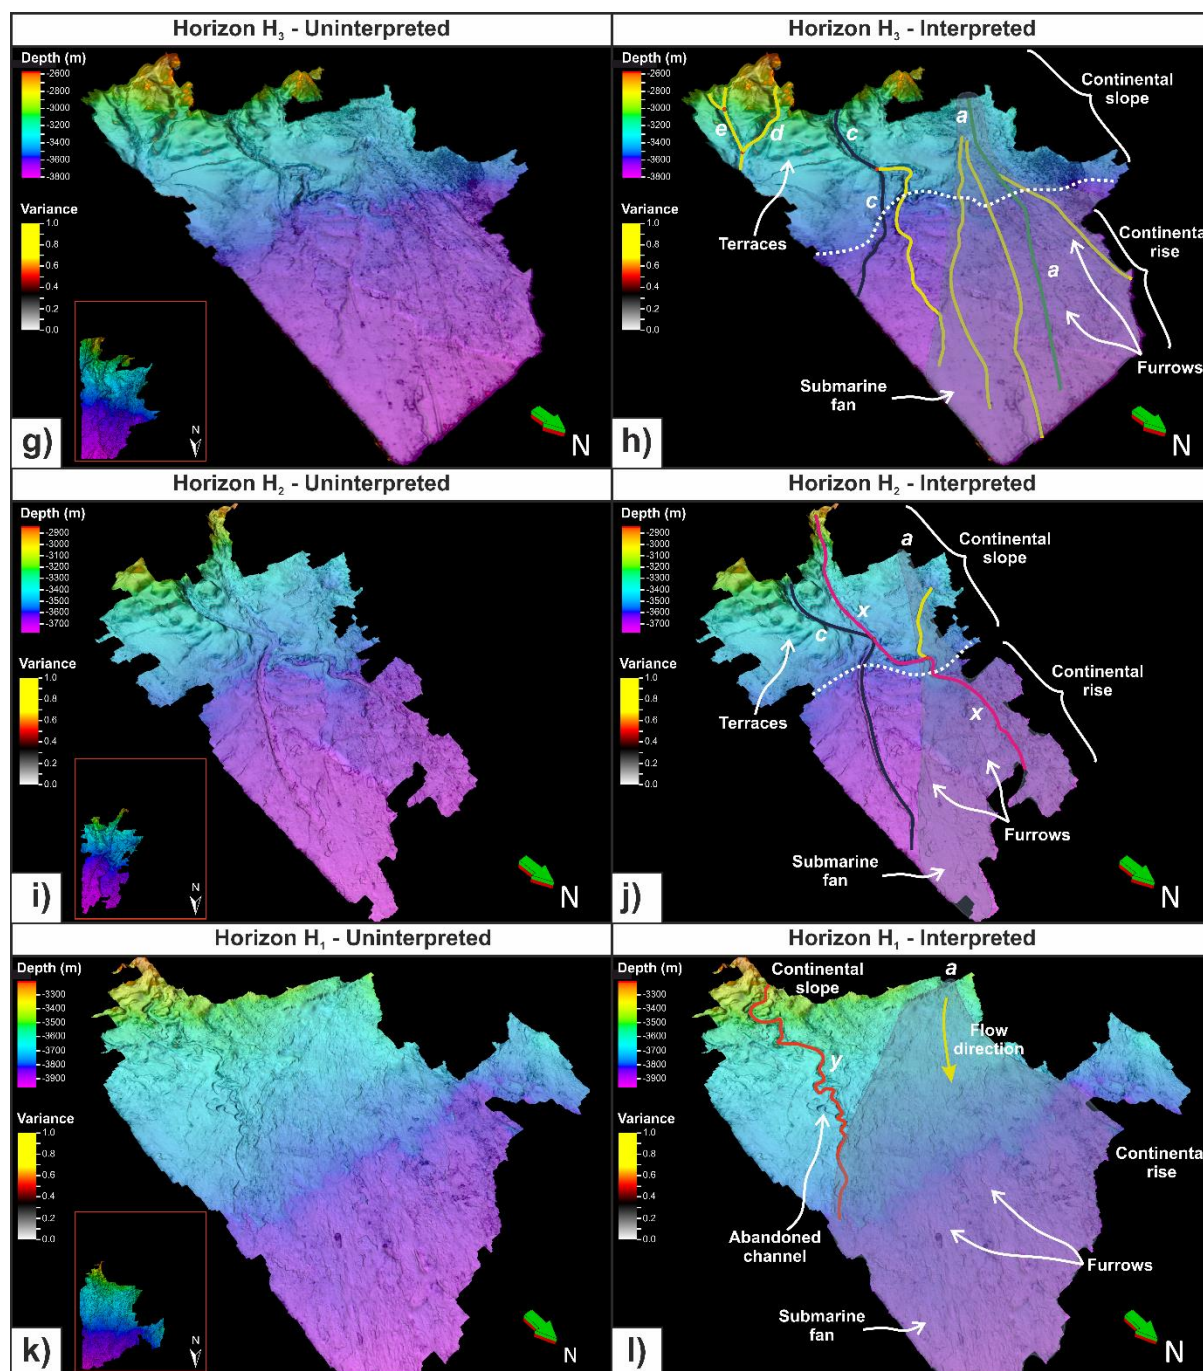 Horizon H₃ - Uninterpreted
Depth (m)
-2600
-2800
-3000
-3200
-3400
-3600
-3800
Variance
1.0
0.8
0.6
0.4
0.2
0.0
N
N
g)
Horizon H₃ - Interpreted
Depth (m)
-2600
-2800
-3000
-3200
-3400
-3600
-3800
Variance
1.0
0.8
0.6
0.4
0.2
0.0
e
d
c
a
Continental
slope
c
Terraces
Continental
rise
a
Furrows
Submarine
fan
N
h)
Horizon H₂ - Uninterpreted
Depth (m)
-2900
-3000
-3100
-3200
-3300
-3400
-3500
-3600
-3700
Variance
1.0
0.8
0.6
0.4
0.2
0.0
N
N
i)
Horizon H₂ - Interpreted
Depth (m)
-2900
-3000
-3100
-3200
-3300
-3400
-3500
-3600
-3700
Variance
1.0
0.8
0.6
0.4
0.2
0.0
a
Continental
slope
x
c
Continental
rise
Terraces
x
Furrows
Submarine
fan
N
j)
Horizon H₁ - Uninterpreted
Depth (m)
-3300
-3400
-3500
-3600
-3700
-3800
-3900
Variance
1.0
0.8
0.6
0.4
0.2
0.0
N
N
k)
Horizon H₁ - Interpreted
Depth (m)
-3300
-3400
-3500
-3600
-3700
-3800
-3900
Variance
1.0
0.8
0.6
0.4
0.2
0.0
Continental
slope
a
Flow
direction
y
Continental
rise
Abandoned
channel
Furrows
Submarine
fan
N
l)